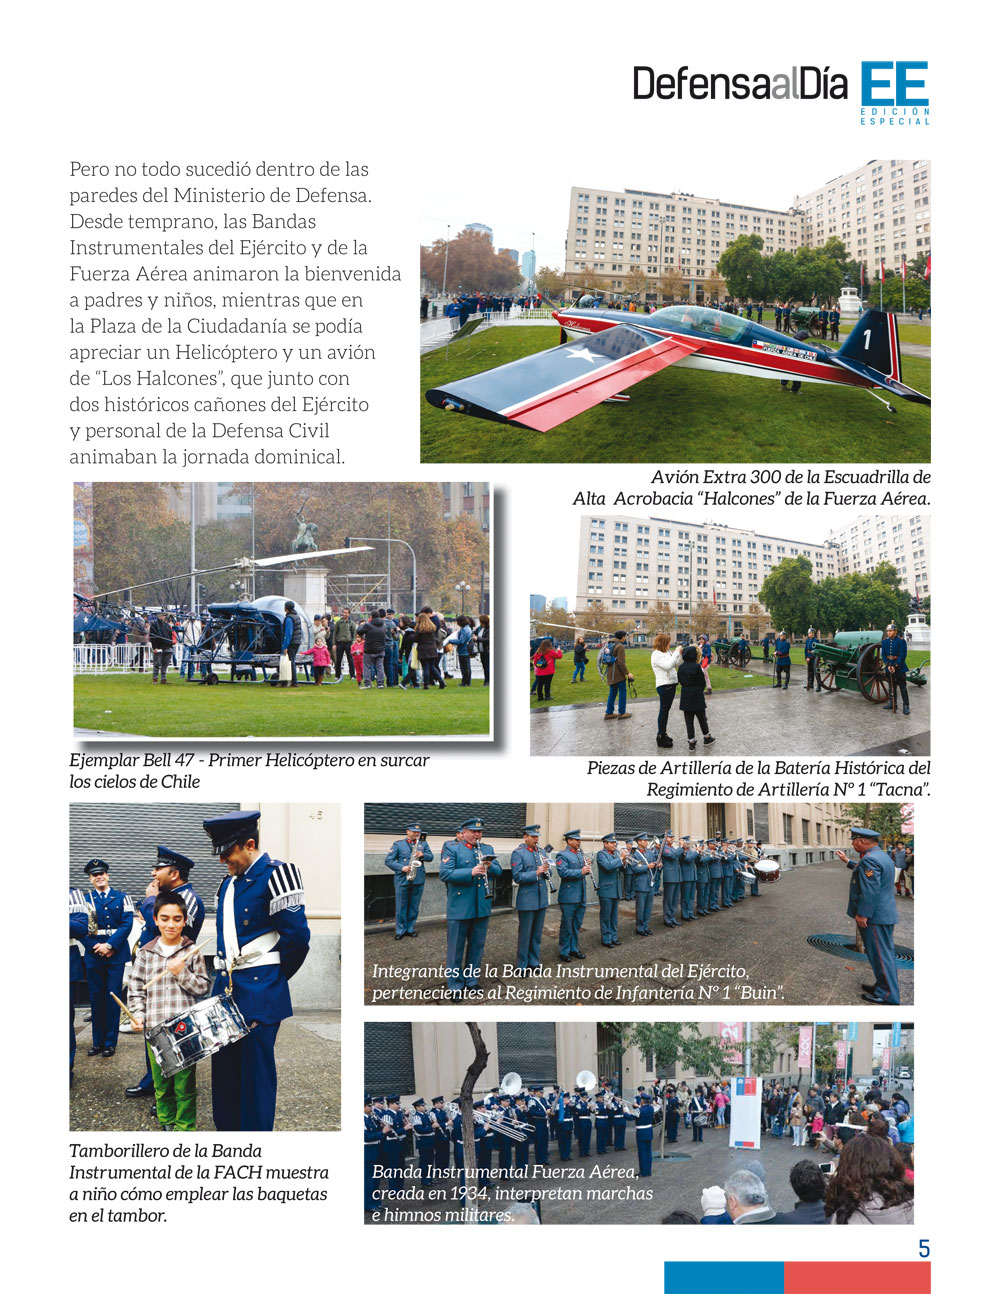 DefensaalDía EE
EDICIÓN
ESPECIAL
Pero no todo sucedió dentro de las
paredes del Ministerio de Defensa.
Desde temprano, las Bandas
Instrumentales del Ejército y de la
Fuerza Aérea animaron la bienvenida
a padres y niños, mientras que en
la Plaza de la Ciudadanía se podía
apreciar un Helicóptero y un avión
de “Los Halcones”, que junto con
dos históricos cañones del Ejército
y personal de la Defensa Civil
animaban la jornada dominical.
1
FUERZA AEREA DE CHILE
Avión Extra 300 de la Escuadrilla de
Alta Acrobacia “Halcones” de la Fuerza Aérea.
Ejemplar Bell 47 - Primer Helicóptero en surcar
los cielos de Chile
Piezas de Artillería de la Batería Histórica del
Regimiento de Artillería N° 1 “Tacna”.
Tamborillero de la Banda
Instrumental de la FACH muestra
a niño cómo emplear las baquetas
en el tambor.
Integrantes de la Banda Instrumental del Ejército,
pertenecientes al Regimiento de Infantería N° 1 “Buin”.
Banda Instrumental Fuerza Aérea,
creada en 1934, interpretan marchas
e himnos militares.
5